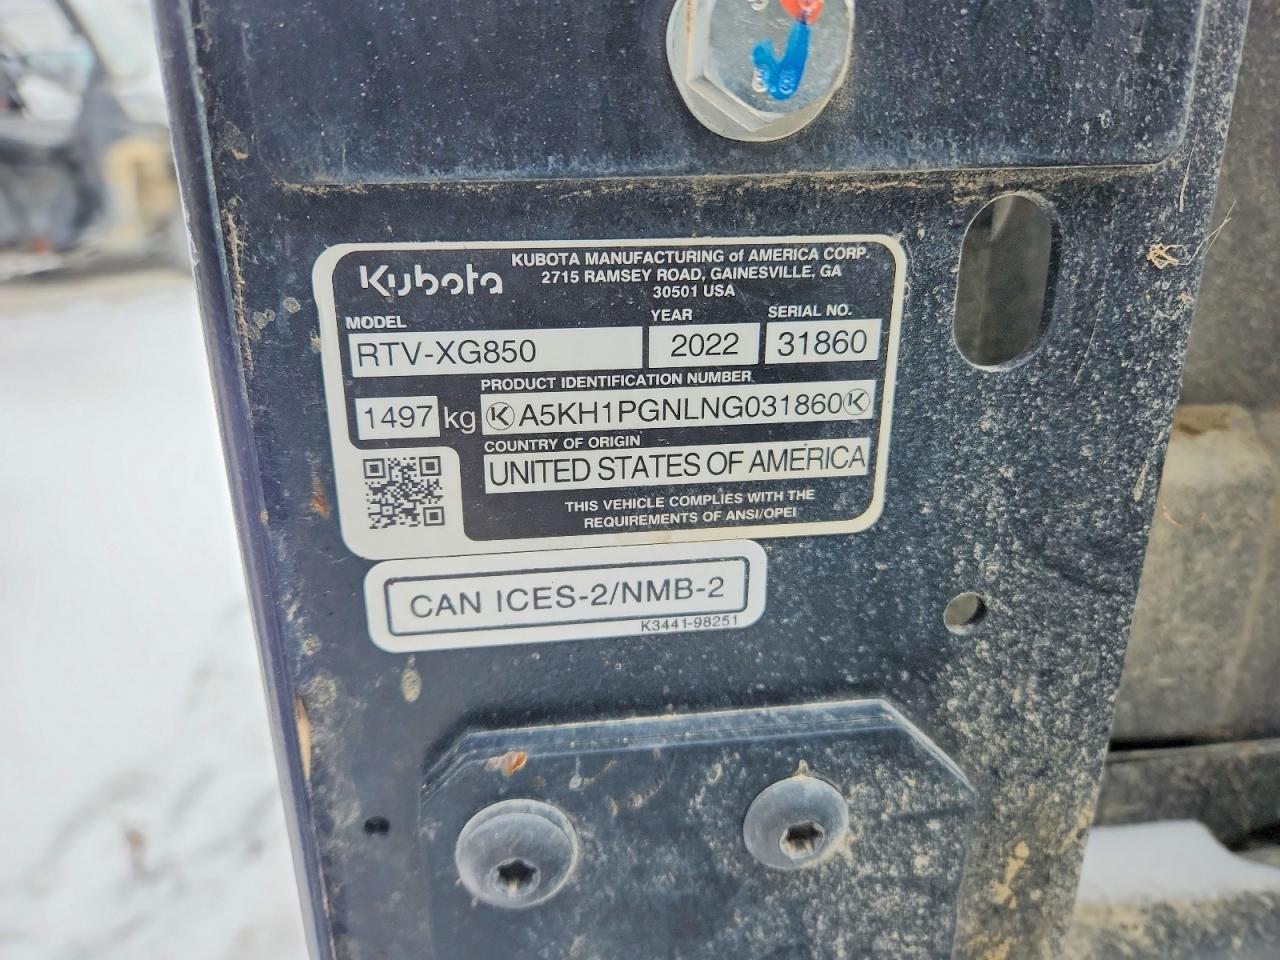 Kubota
KUBOTA MANUFACTURING of AMERICA CORP.
2715 RAMSEY ROAD, GAINESVILLE, GA
30501 USA
MODEL YEAR SERIAL NO.
RTV-XG850 2022 31860
PRODUCT IDENTIFICATION NUMBER
1497 kg K A5KH1PGNLNG031860 K
COUNTRY OF ORIGIN
UNITED STATES OF AMERICA
THIS VEHICLE COMPLIES WITH THE
REQUIREMENTS OF ANSI/OPEI
CAN ICES-2/NMB-2
K3441-98251